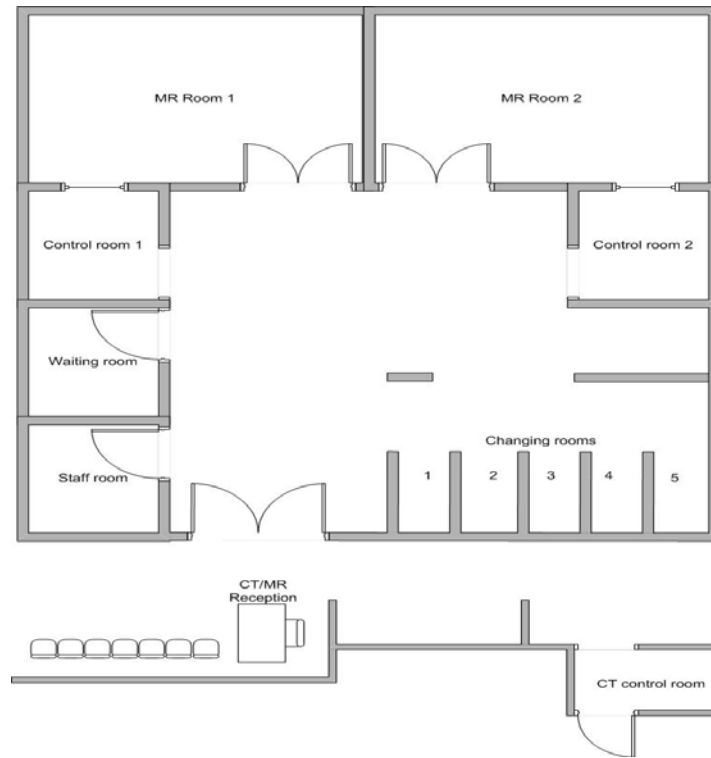 MR Room 1
MR Room 2
Control room 1
Control room 2
Waiting room
Changing rooms
Staff room
1
2
3
4
5
CT/MR
Reception
CT control room